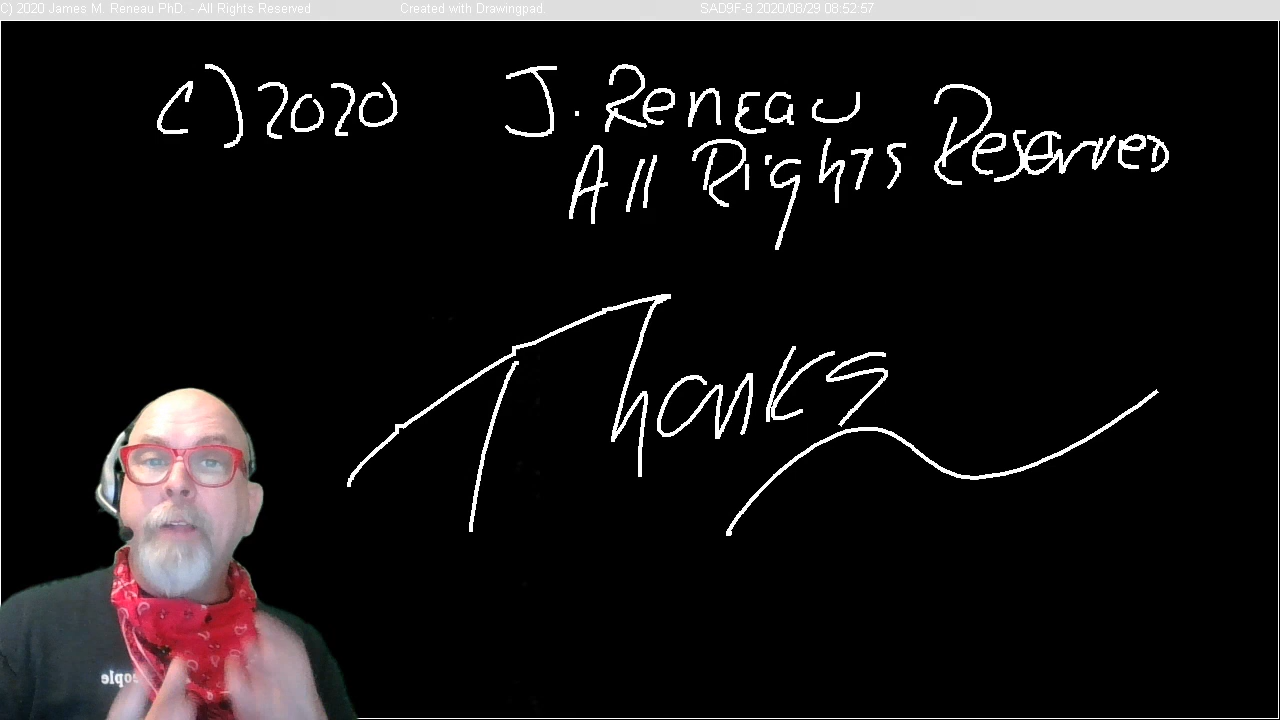 C) 2020 James M. Reneau PhD. - All Rights Reserved Created with Drawingpad. SAD9F-8 2020/08/29 08:52:57
C) 2020 J. Reneau
All Rights Reserved
Thanks
eople